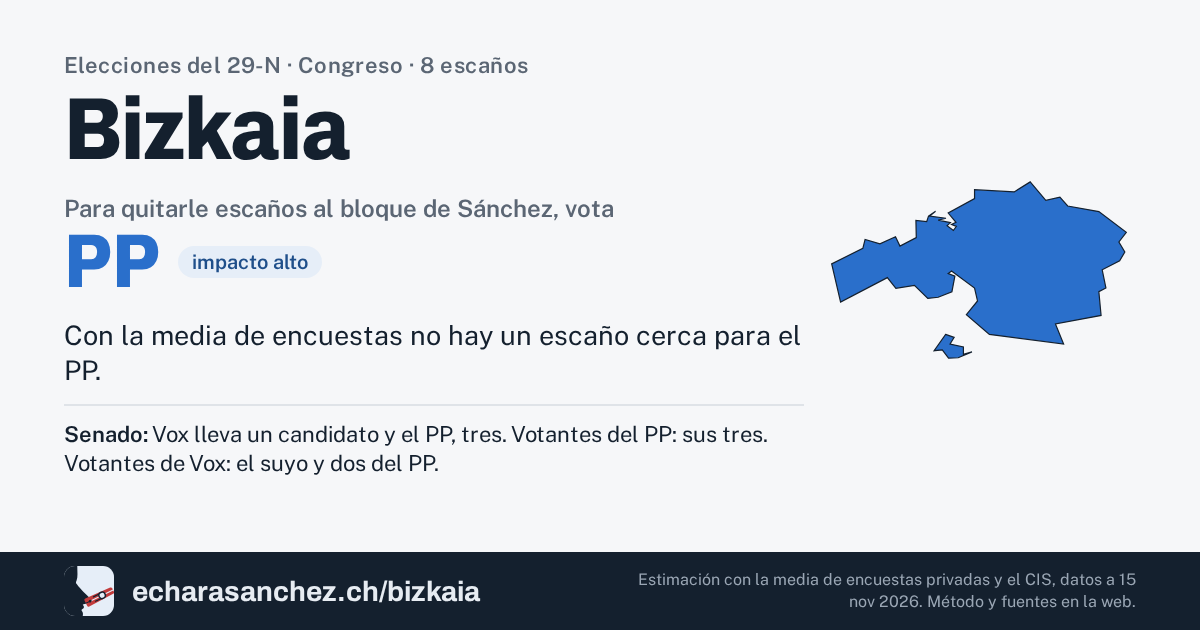 Elecciones del 29-N · Congreso · 8 escaños
Bizkaia
Para quitarle escaños al bloque de Sánchez, vota
PP
impacto alto
Con la media de encuestas no hay un escaño cerca para el
PP.
Senado: Vox lleva un candidato y el PP, tres. Votantes del PP: sus tres.
Votantes de Vox: el suyo y dos del PP.
echarasanchez.ch/bizkaia
Estimación con la media de encuestas privadas y el CIS, datos a 15
nov 2026. Método y fuentes en la web.